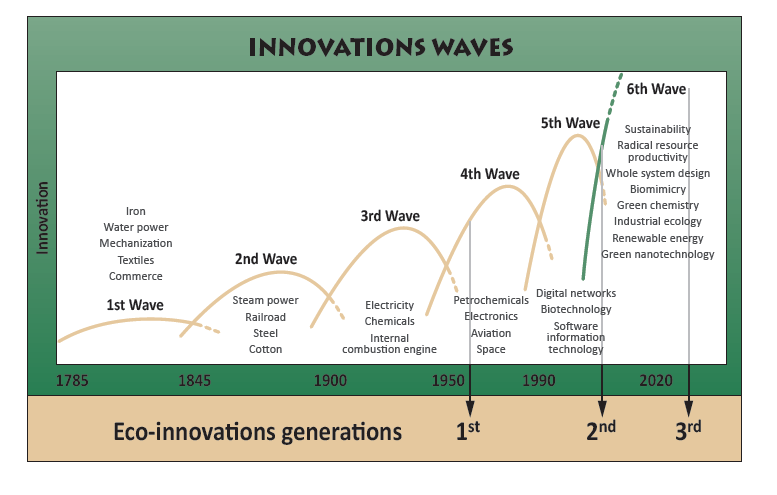 INNOVATIONS WAVES
Innovation
1st Wave
Iron
Water power
Mechanization
Textiles
Commerce
2nd Wave
Steam power
Railroad
Steel
Cotton
3rd Wave
Electricity
Chemicals
Internal
combustion engine
4th Wave
Petrochemicals
Electronics
Aviation
Space
5th Wave
Digital networks
Biotechnology
Software
information
technology
6th Wave
Sustainability
Radical resource
productivity
Whole system design
Biomimicry
Green chemistry
Industrial ecology
Renewable energy
Green nanotechnology
1785 1845 1900 1950 1990 2020
Eco-innovations generations 1st 2nd 3rd